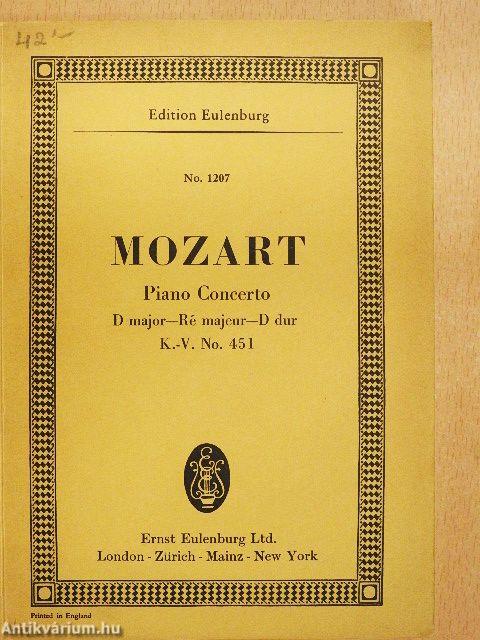 42'-
Edition Eulenburg
No. 1207
MOZART
Piano Concerto
D major—Ré majeur—D dur
K.-V. No. 451
Ernst Eulenburg Ltd.
London - Zürich - Mainz - New York
Printed in England
Antikvárium.hu